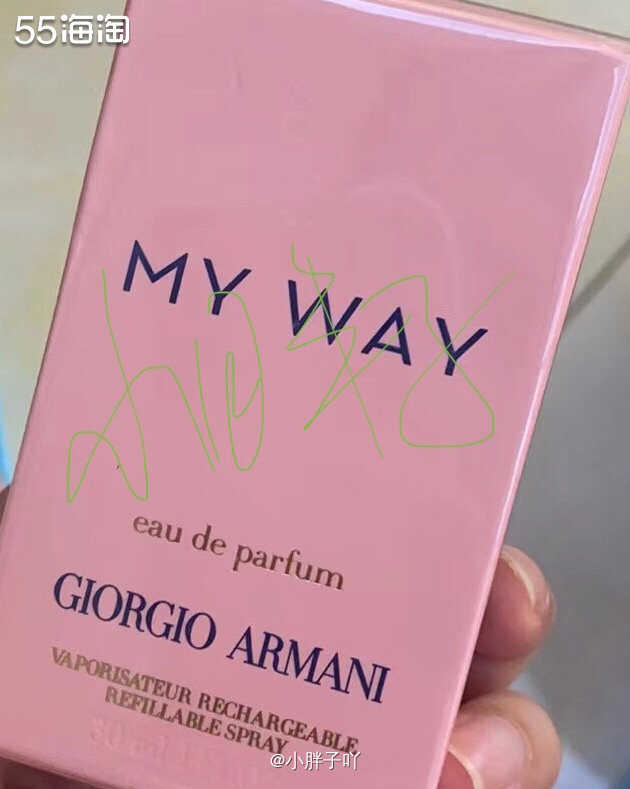 55海淘
MY WAY
eau de parfum
GIORGIO ARMANI
VAPORISATEUR RECHARGEABLE
REFILLABLE SPRAY
@小胖子吖